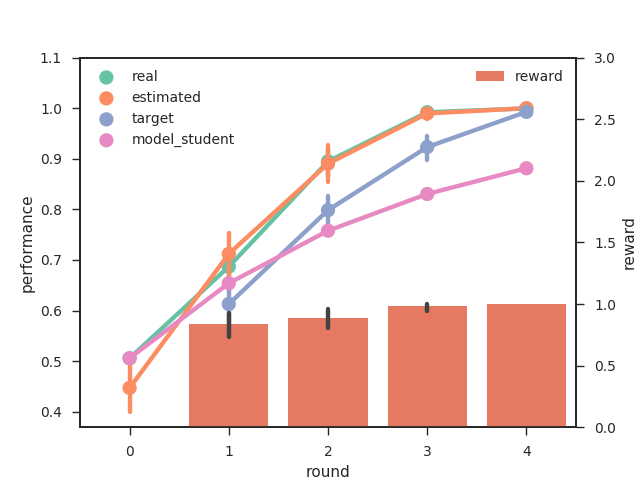 1.1
1.0
0.9
0.8
0.7
0.6
0.5
0.4
performance
real
estimated
target
model_student
reward
3.0
2.5
2.0
1.5
1.0
0.5
0.0
reward
0 1 2 3 4
round